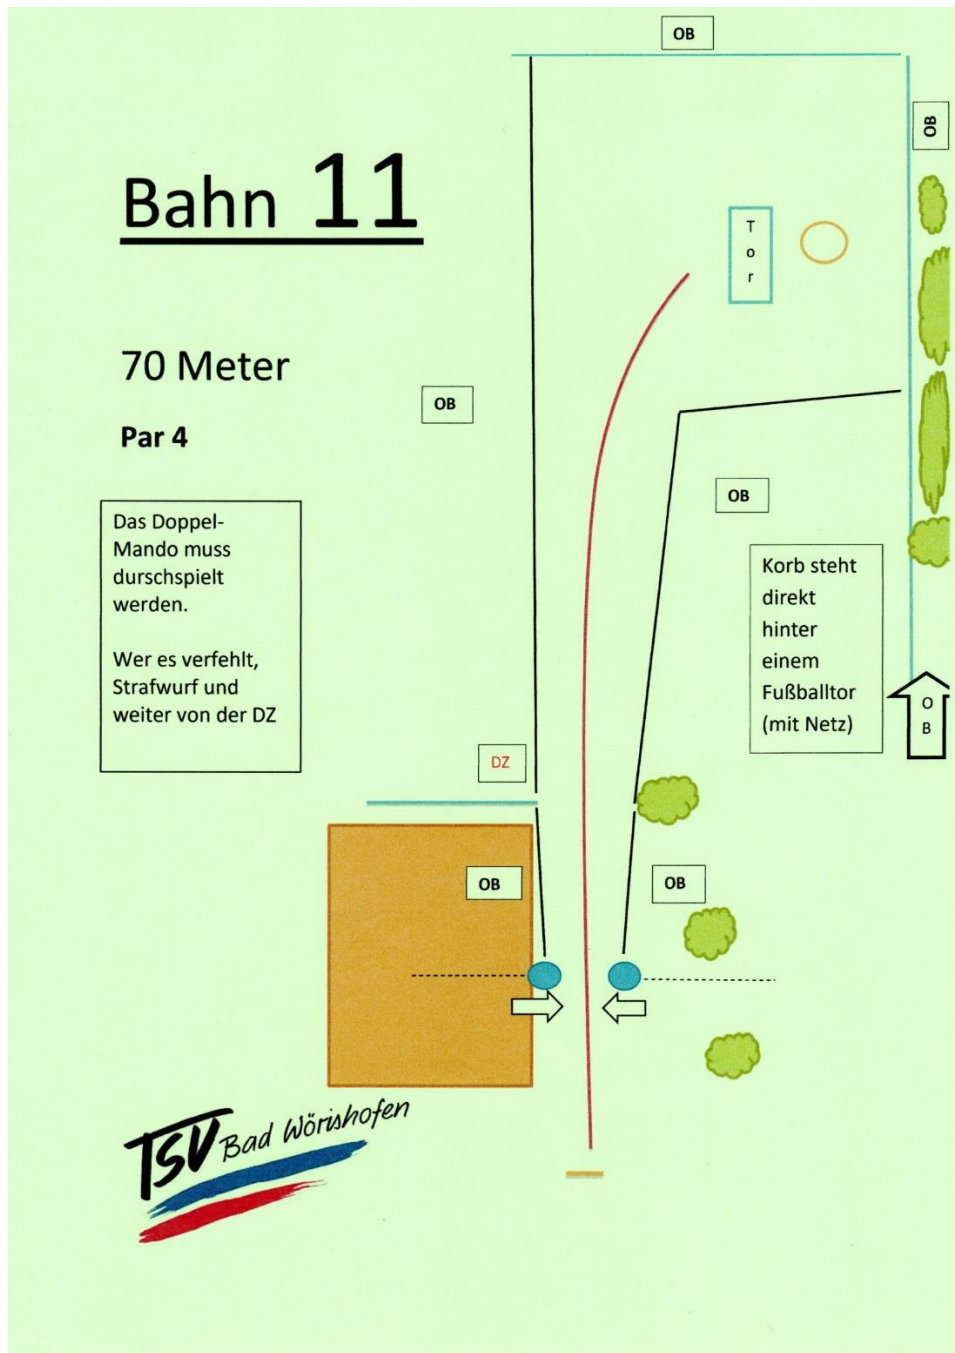 OB
OB
Bahn 11
Tor
70 Meter
OB
Par 4
OB
Das Doppel-
Mando muss
durschspielt
werden.
Wer es verfehlt,
Strafwurf und
weiter von der DZ
Korb steht
direkt
hinter
einem
Fußballtor
(mit Netz)
OB
DZ
OB
OB
TSV Bad Wörishofen